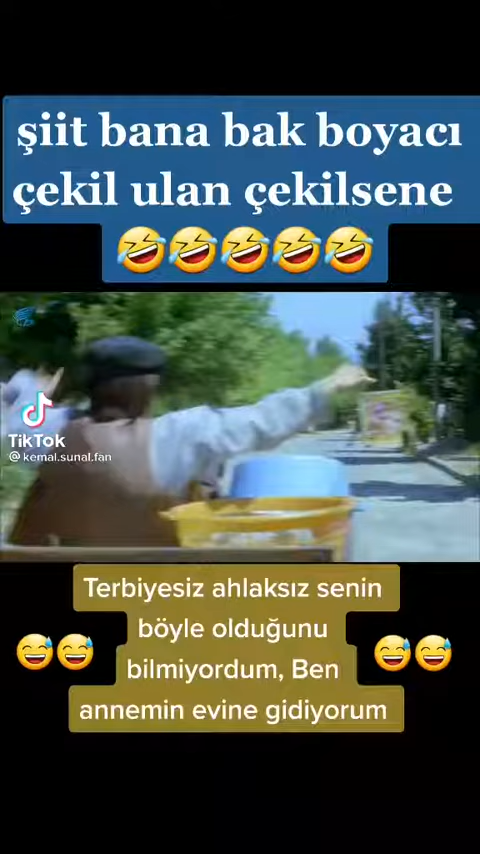 şiit bana bak boyacı
çekil ulan çekilsene
🤣🤣🤣🤣🤣
TikTok
@kemal.sunal.fan
Terbiyesiz ahlaksız senin
böyle olduğunu
😅😅 bilmiyordum, Ben 😅😅
annemin evine gidiyorum